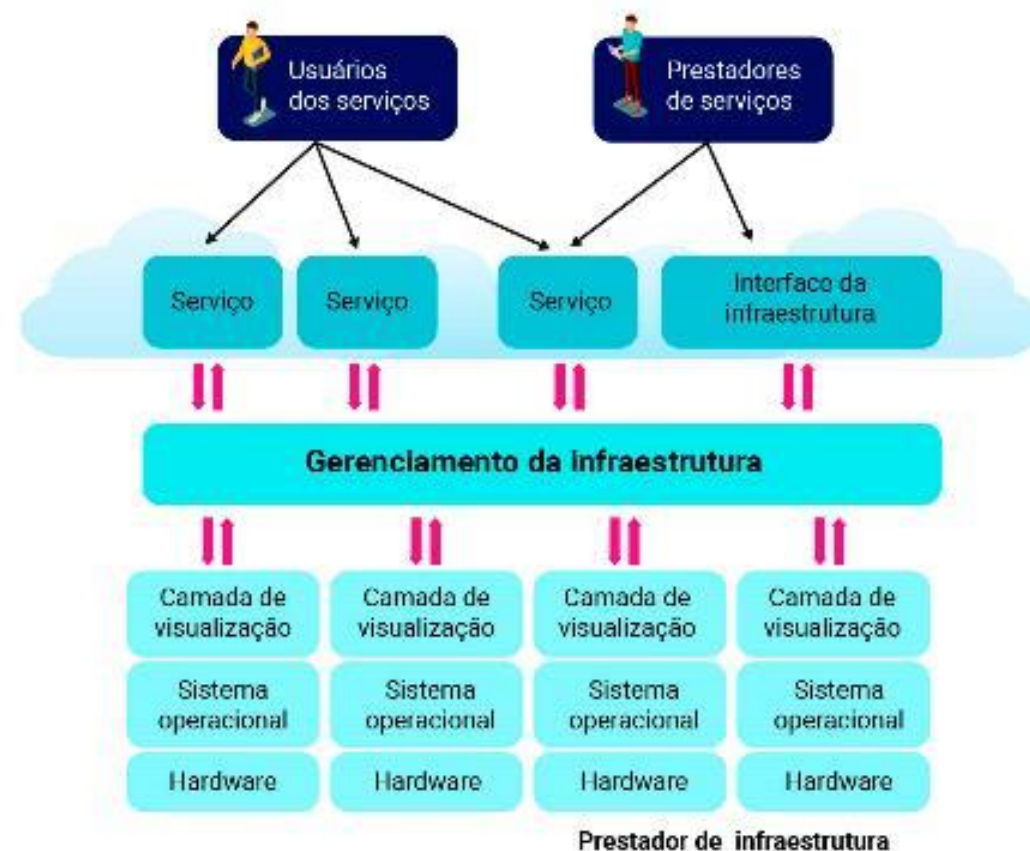 Usuários
dos serviços
Prestadores
de serviços
Serviço
Serviço
Serviço
Interfaco da
infraestrutura
Gerenciamento da infraestrutura
Camada de
visualização
Camada de
visualização
Camada de
visualização
Camada de
visualização
Sistema
operacional
Sistema
operacional
Sistema
operacional
Sistema
operacional
Hardware
Hardware
Hardware
Hardware
Prestador de infraestrutura